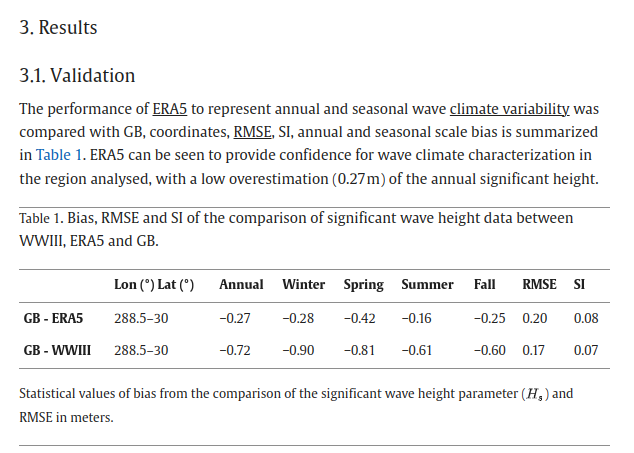 3. Results
3.1. Validation
The performance of ERA5 to represent annual and seasonal wave climate variability was
compared with GB, coordinates, RMSE, SI, annual and seasonal scale bias is summarized
in Table 1. ERA5 can be seen to provide confidence for wave climate characterization in
the region analysed, with a low overestimation (0.27 m) of the annual significant height.
Table 1. Bias, RMSE and SI of the comparison of significant wave height data between
WWIII, ERA5 and GB.
Lon (°) Lat (°) Annual Winter Spring Summer Fall RMSE SI
GB - ERA5 288.5–30 −0.27 −0.28 −0.42 −0.16 −0.25 0.20 0.08
GB - WWIII 288.5–30 −0.72 −0.90 −0.81 −0.61 −0.60 0.17 0.07
Statistical values of bias from the comparison of the significant wave height parameter (Hₛ) and
RMSE in meters.